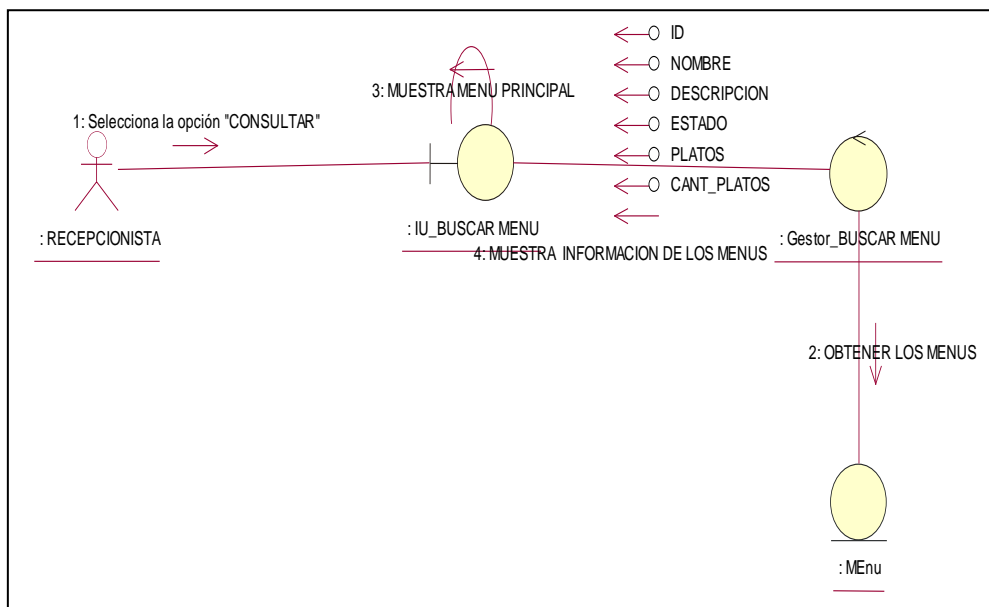 ID
NOMBRE
3: MUESTRA MENU PRINCIPAL
DESCRIPCION
1: Selecciona la opción "CONSULTAR"
ESTADO
PLATOS
CANT_PLATOS
: RECEPCIONISTA
: IU_BUSCAR MENU
: Gestor_BUSCAR MENU
4: MUESTRA INFORMACION DE LOS MENUS
2: OBTENER LOS MENUS
: MEnu